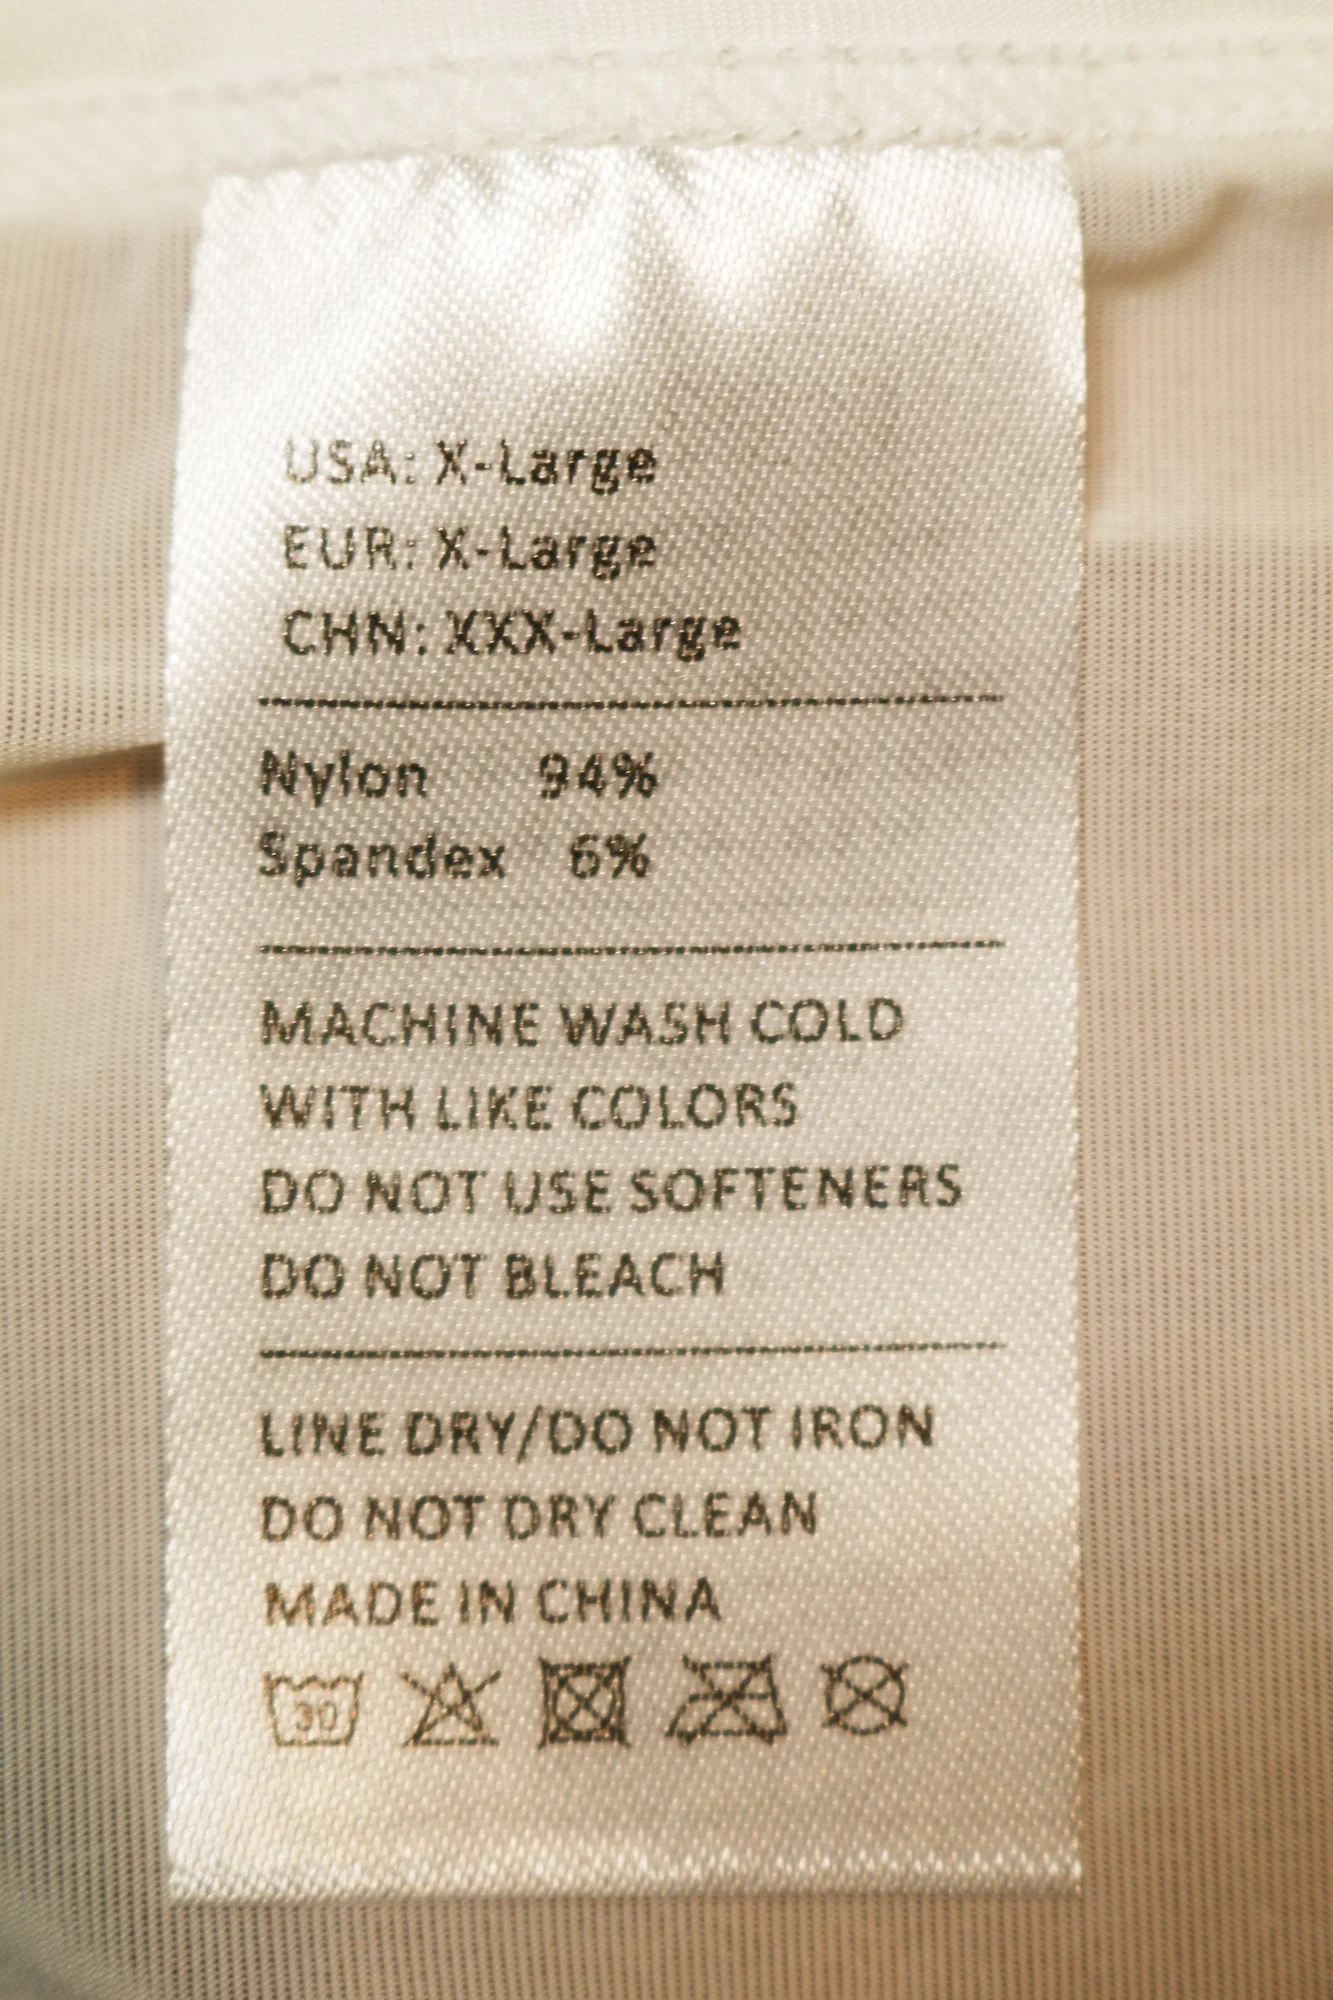 USA: X-Large
EUR: X-Large
CHN: XXX-Large
Nylon 94%
Spandex 6%
MACHINE WASH COLD
WITH LIKE COLORS
DO NOT USE SOFTENERS
DO NOT BLEACH
LINE DRY/DO NOT IRON
DO NOT DRY CLEAN
MADE IN CHINA
30